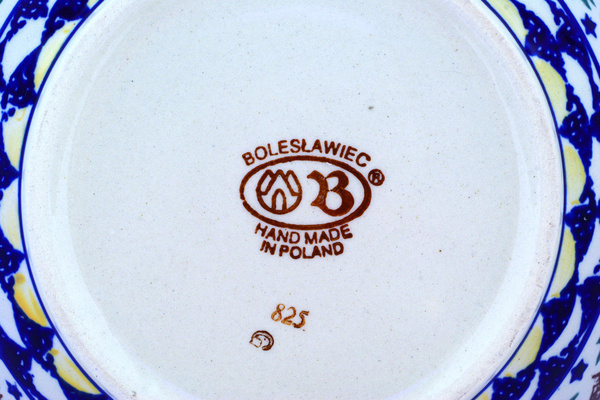 BOLESŁAWIEC
B ®
HAND MADE
IN POLAND
825.